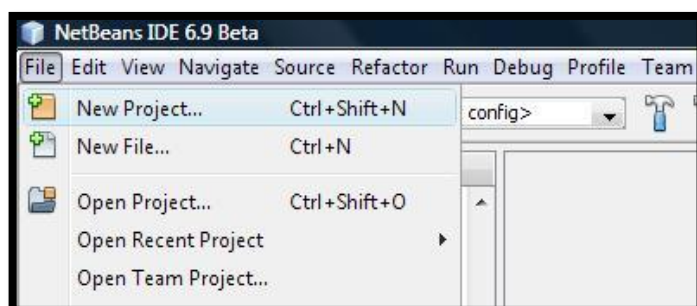 NetBeans IDE 6.9 Beta
File Edit View Navigate Source Refactor Run Debug Profile Team
New Project... Ctrl+Shift+N
config>
New File... Ctrl+N
Open Project... Ctrl+Shift+O
Open Recent Project
Open Team Project...